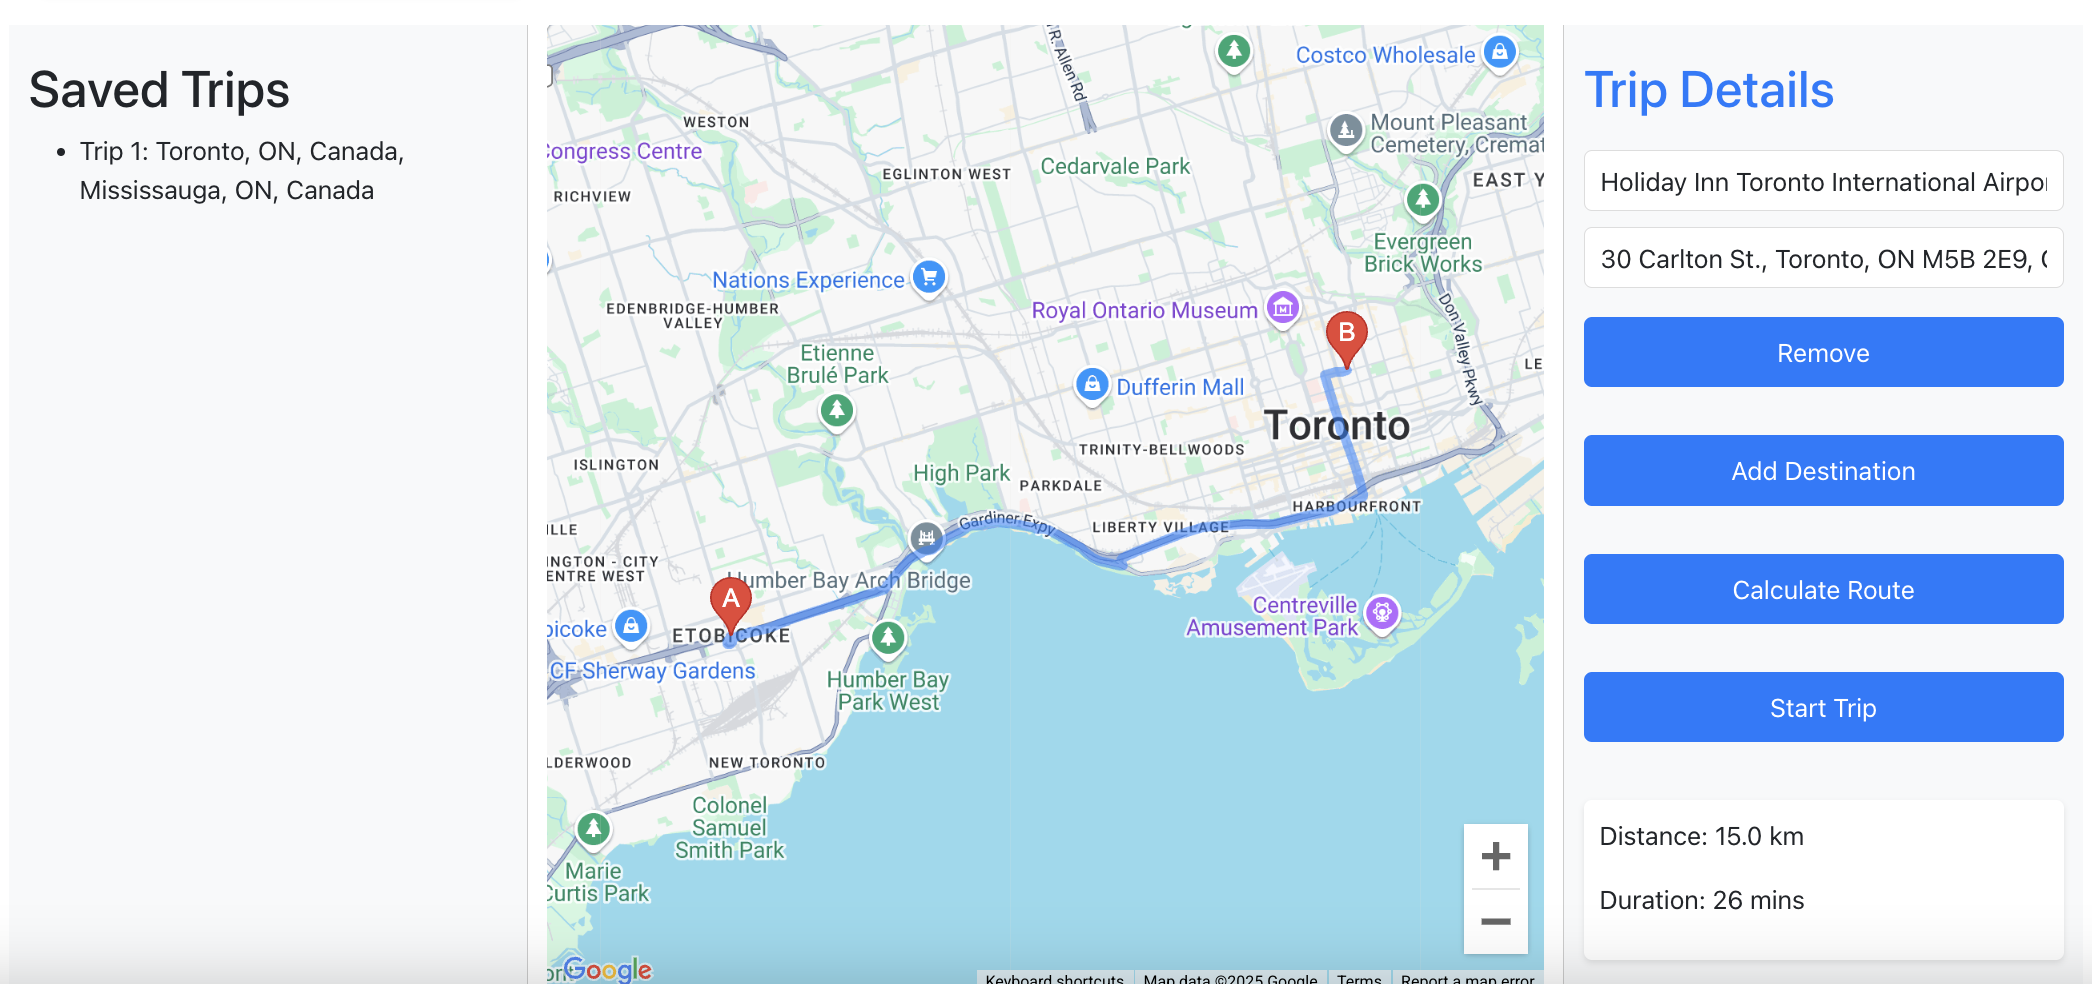 Saved Trips
Trip 1: Toronto, ON, Canada,
Mississauga, ON, Canada
R. Allen Rd
Costco Wholesale
WESTON
Mount Pleasant
Cemetery, Cremat
Congress Centre
Cedarvale Park
EGLINTON WEST
EAST Y
RICHVIEW
Evergreen
Brick Works
Nations Experience
Don Valley Pkwy
EDENBRIDGE-HUMBER
VALLEY
Royal Ontario Museum
B
Etienne
Brulé Park
LE
Dufferin Mall
Toronto
TRINITY-BELLWOODS
ISLINGTON
High Park
PARKDALE
HARBOURFRONT
Gardiner Expy
LIBERTY VILLAGE
ILLE
NGTON - CITY
ENTRE WEST
Humber Bay Arch Bridge
A
Centreville
Amusement Park
bicoke
ETOBICOKE
CF Sherway Gardens
Humber Bay
Park West
LDERWOOD
NEW TORONTO
Colonel
Samuel
Smith Park
Marie
Curtis Park
Google
Keyboard shortcuts
Map data ©2025 Google
Terms
Report a map error
Trip Details
Holiday Inn Toronto International Airpor
30 Carlton St., Toronto, ON M5B 2E9, C
Remove
Add Destination
Calculate Route
Start Trip
Distance: 15.0 km
Duration: 26 mins